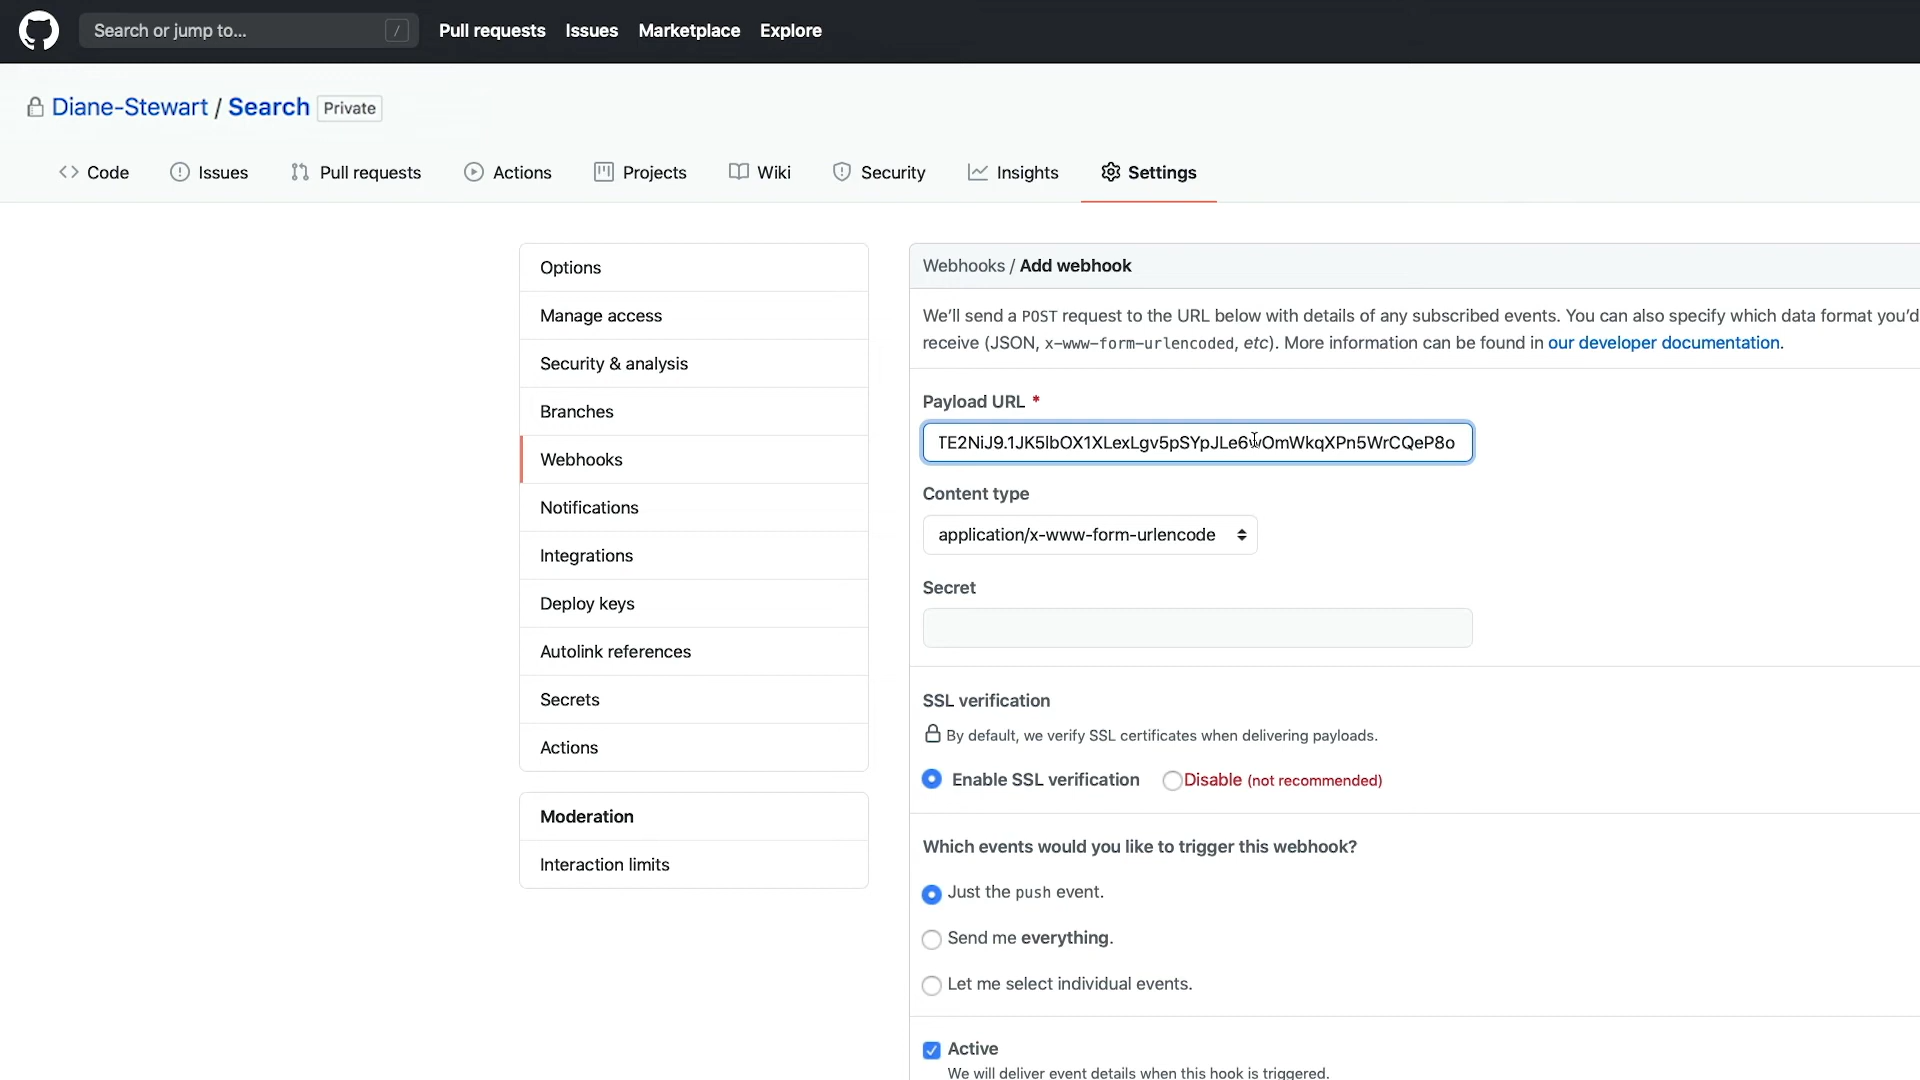 Search or jump to... /
Pull requests Issues Marketplace Explore
Diane-Stewart / Search Private
Code Issues Pull requests Actions Projects Wiki Security Insights Settings
Options
Manage access
Security & analysis
Branches
Webhooks
Notifications
Integrations
Deploy keys
Autolink references
Secrets
Actions
Moderation
Interaction limits
Webhooks / Add webhook
We'll send a POST request to the URL below with details of any subscribed events. You can also specify which data format you'd
receive (JSON, x-www-form-urlencoded, etc). More information can be found in our developer documentation.
Payload URL *
TE2NiJ9.1JK5lbOX1XLexLgv5pSYpJLe6wOmWkqXPn5WrCQeP8o
Content type
application/x-www-form-urlencode
Secret
SSL verification
By default, we verify SSL certificates when delivering payloads.
Enable SSL verification Disable (not recommended)
Which events would you like to trigger this webhook?
Just the push event.
Send me everything.
Let me select individual events.
Active
We will deliver event details when this hook is triggered.